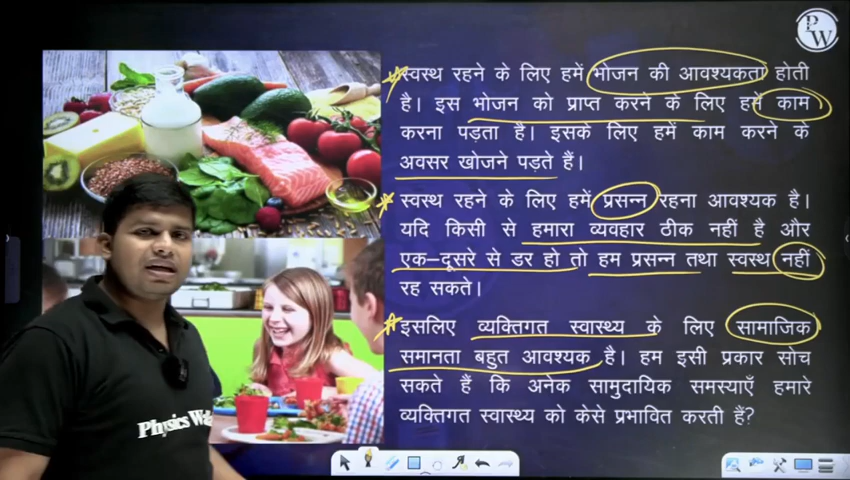 P
W
स्वस्थ रहने के लिए हमें भोजन की आवश्यकता होती
है। इस भोजन को प्राप्त करने के लिए हमें काम
करना पड़ता है। इसके लिए हमें काम करने के
अवसर खोजने पड़ते हैं।
स्वस्थ रहने के लिए हमें प्रसन्न रहना आवश्यक है।
यदि किसी से हमारा व्यवहार ठीक नहीं है और
एक–दूसरे से डर हो तो हम प्रसन्न तथा स्वस्थ नहीं
रह सकते।
इसलिए व्यक्तिगत स्वास्थ्य के लिए सामाजिक
समानता बहुत आवश्यक है। हम इसी प्रकार सोच
सकते हैं कि अनेक सामुदायिक समस्याएँ हमारे
व्यक्तिगत स्वास्थ्य को केसे प्रभावित करती हैं?
Physics